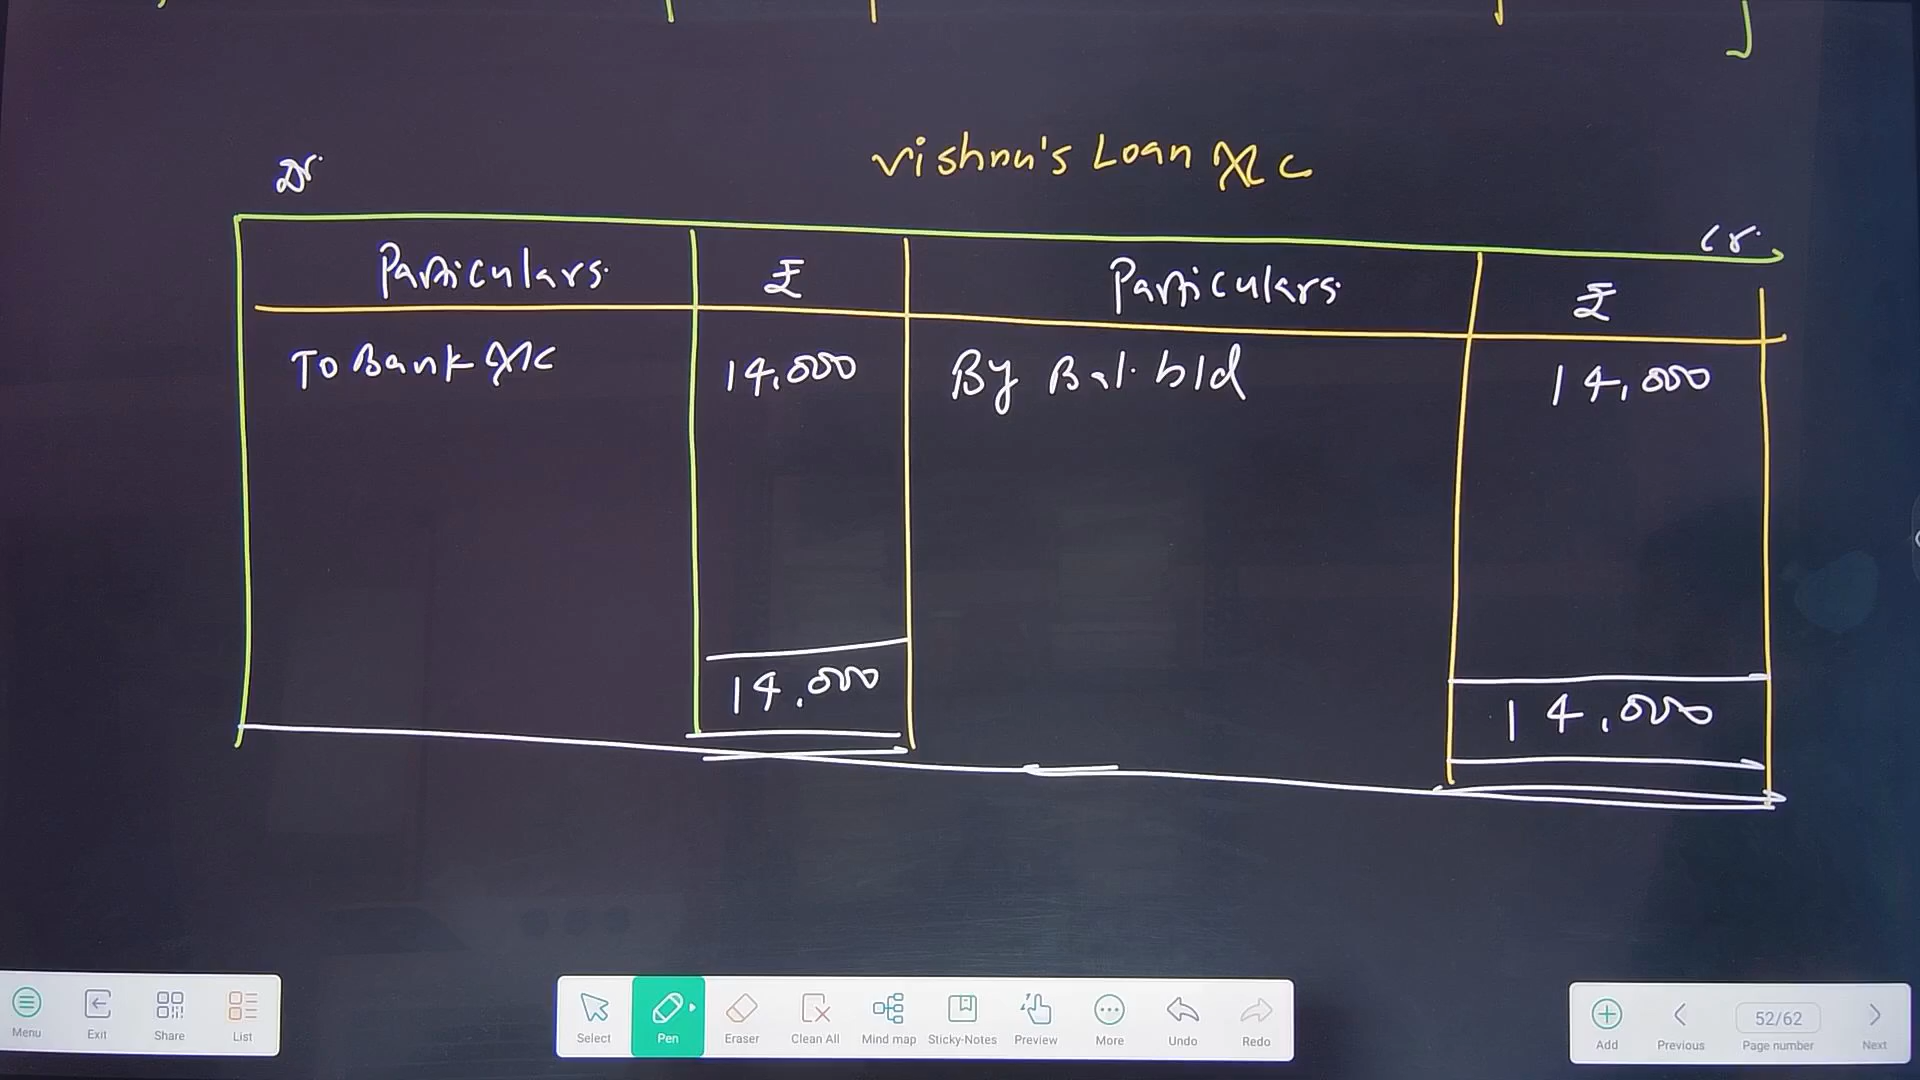 Vishnu's Loan A/c
Dr.
Cr.
Particulars ₹ Particulars ₹
To Bank A/c 14,000 By Bal. b/d 14,000
14,000 14,000
Menu Exit Share List
Select Pen Eraser Clean All Mind map Sticky-Notes Preview More Undo Redo
52/62
Add Previous Page number Next